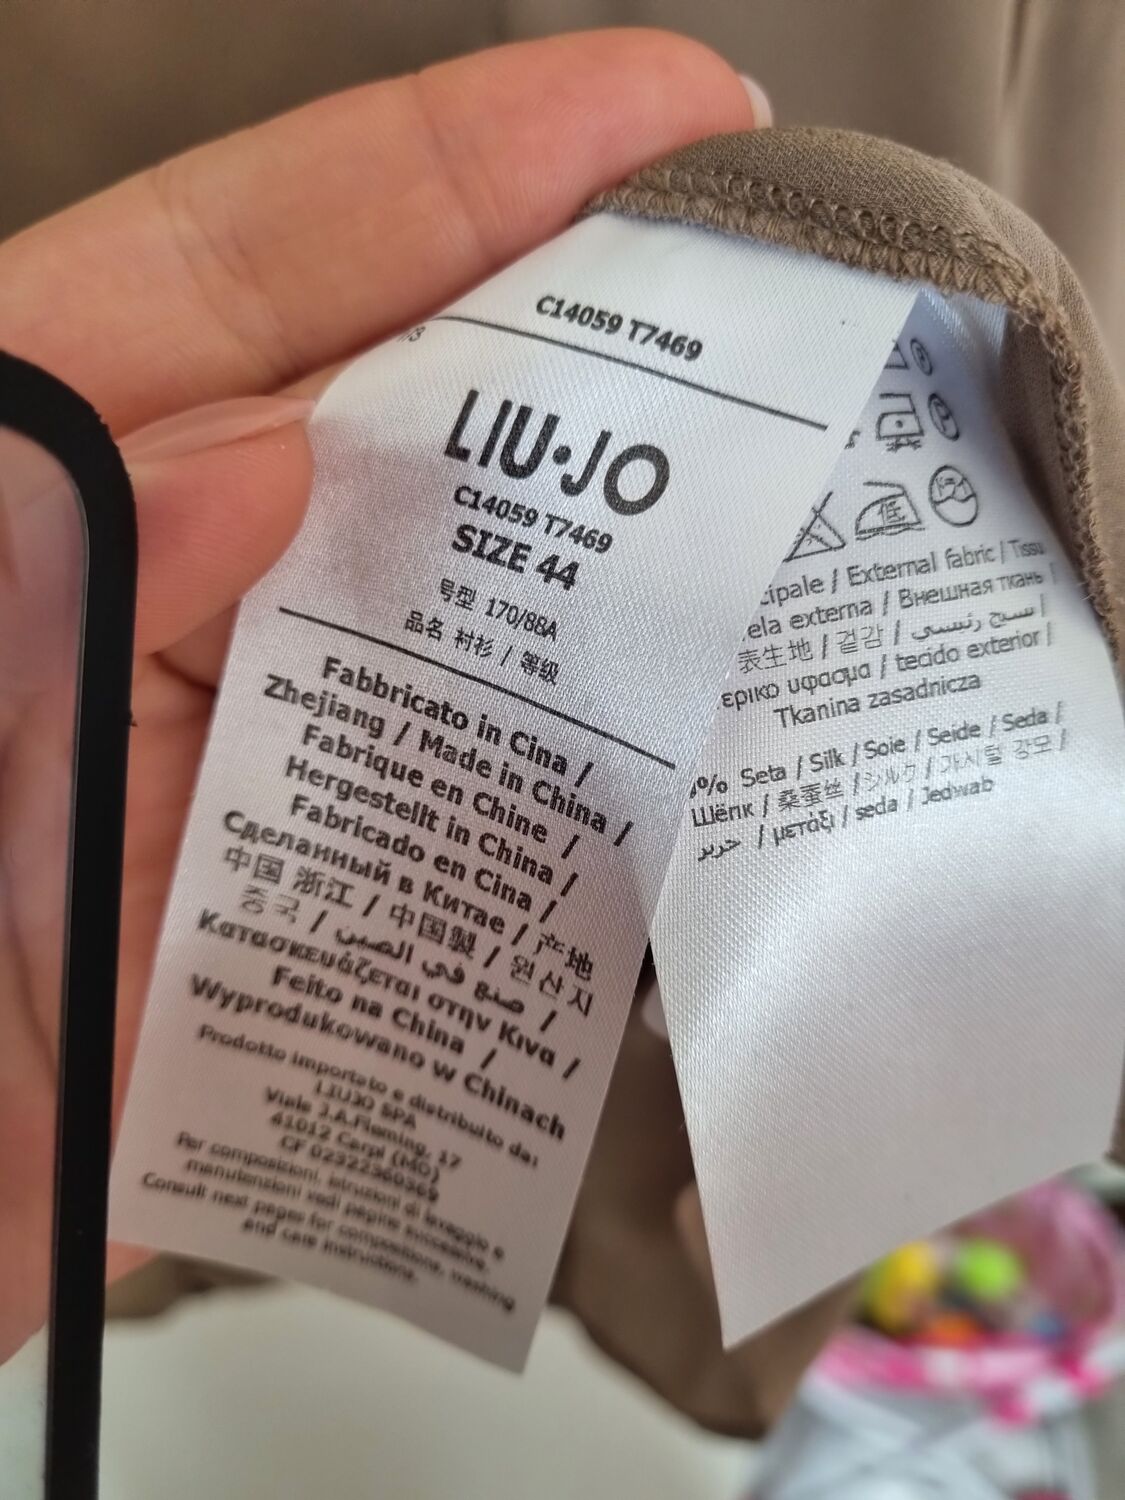 C14059 T7469
/3
LIU·JO
C14059 T7469
SIZE 44
号型 170/88A
品名 衬衫 / 等级
Fabbricato in Cina /
Zhejiang / Made in China /
Fabrique en Chine /
Hergestellt in China /
Fabricado en Cina /
Сделанный в Китае / 产地
中国 浙江 / 中国製 / 원산지
중국 / صنع في الصين /
Κατασκευάζεται στην Κινα /
Feito na China /
Wyprodukowano w Chinach
Prodotto importato e distribuito da:
LIUJO SPA
Viale J.A.Fleming, 17
41012 Carpi (MO)
CF 02322360369
Per composizioni, istruzioni di lavaggio e
manutenzioni vedi pagine successive.
Consult next pages for compositions, washing
and care instructions.
低
cipale / External fabric / Tissu
ela externa / Внешная ткань
表生地 / 겉감 / نسيج رئيسي /
ερικο υφασμα / tecido exterior /
Tkanina zasadnicza
% Seta / Silk / Soie / Seide / Seda /
Шёлк / 桑蚕丝 / シルク / 가시털 강모 /
حرير / μετάξι / seda / Jedwab